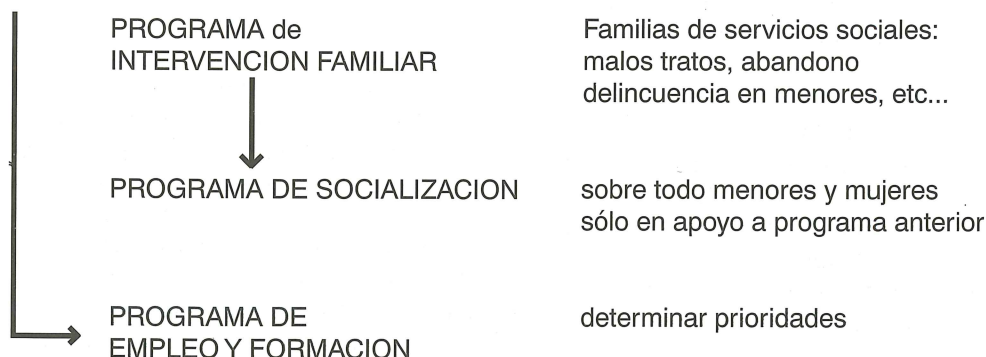 PROGRAMA de
INTERVENCION FAMILIAR
Familias de servicios sociales:
malos tratos, abandono
delincuencia en menores, etc...
PROGRAMA DE SOCIALIZACION
sobre todo menores y mujeres
sólo en apoyo a programa anterior
PROGRAMA DE
EMPLEO Y FORMACION
determinar prioridades